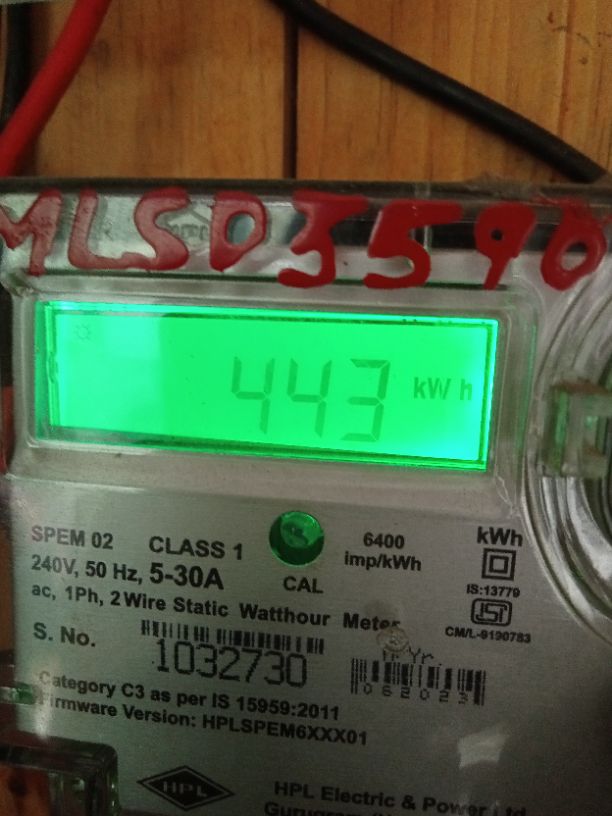 MLSD3590
443 kWh
SPEM 02 CLASS 1 6400 imp/kWh kWh
240V, 50 Hz, 5-30A CAL IS:13779
ac, 1Ph, 2 Wire Static Watthour Meter CM/L-9190783
S. No. 1032730
062023
Category C3 as per IS 15959:2011
Firmware Version: HPLSPEM6XXX01
HPL HPL Electric & Power Ltd